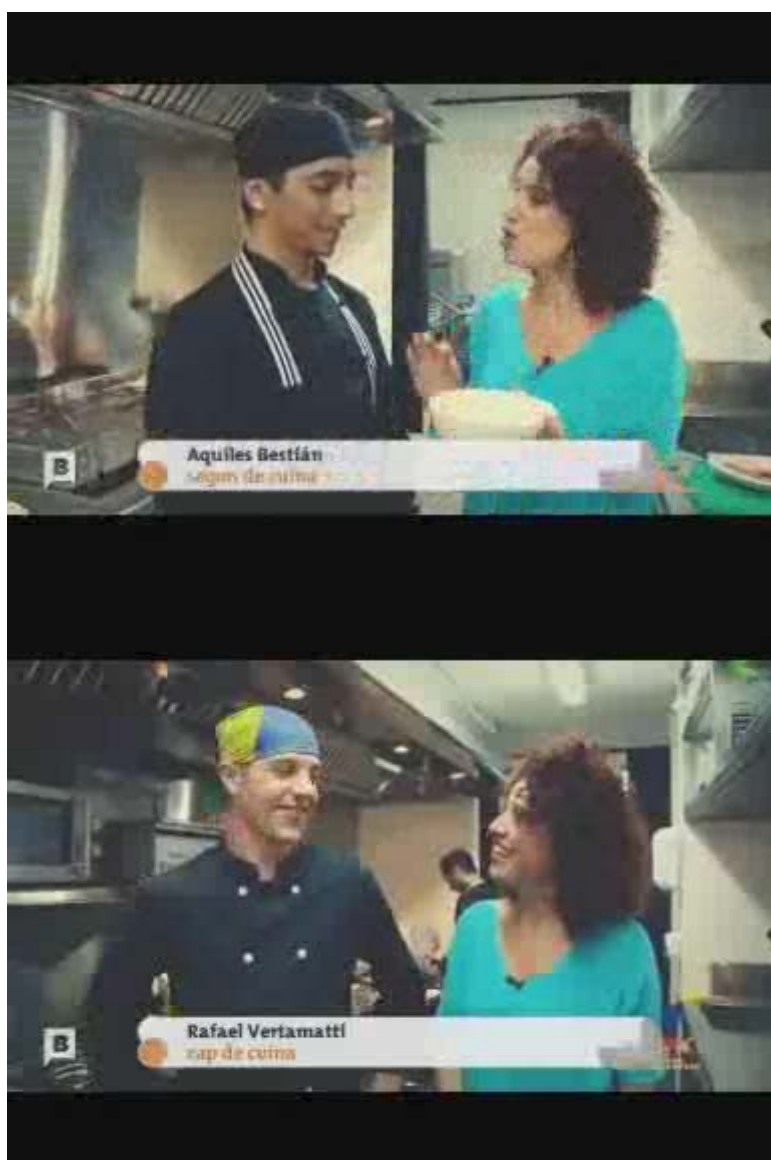 B
Aquiles Bestián
segon de cuina
B
Rafael Vertamatti
cap de cuina